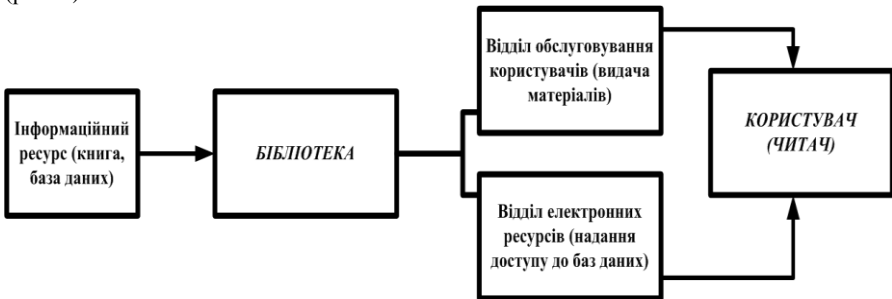 Інформаційний
ресурс (книга,
база даних)
БІБЛІОТЕКА
Відділ обслуговування
користувачів (видача
матеріалів)
Відділ електронних
ресурсів (надання
доступу до баз даних)
КОРИСТУВАЧ
(ЧИТАЧ)